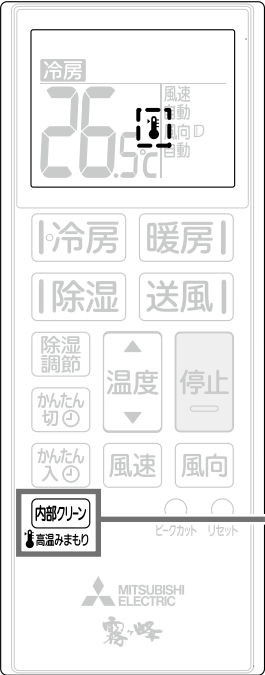 冷房
風速
自動
風向
26.5℃
自動
冷房 暖房
除湿 送風
除湿
調節
温度
停止
かんたん
切
かんたん
入
風速 風向
内部クリーン
高温みまもり
ピークカット リセット
MITSUBISHI
ELECTRIC
霧ヶ峰